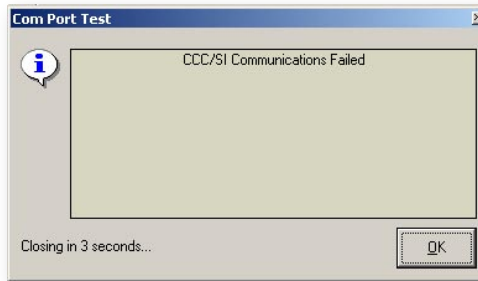 Com Port Test
CCC/SI Communications Failed
Closing in 3 seconds...
OK